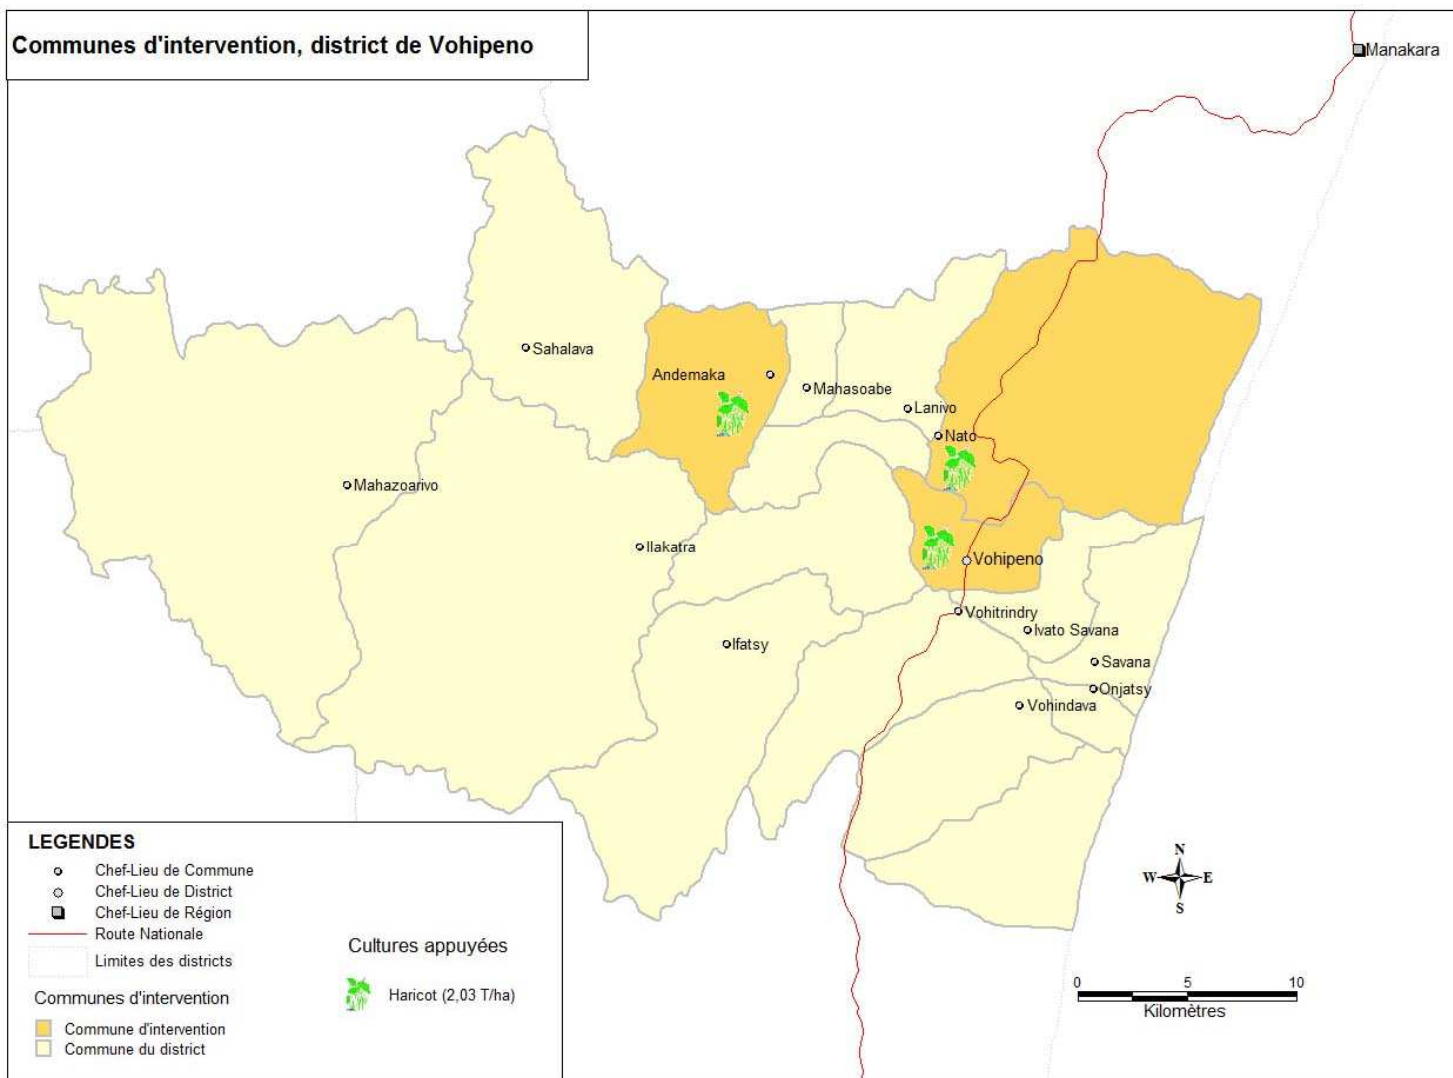 Communes d'intervention, district de Vohipeno
Manakara
Sahalava
Andemaka
Mahasoabe
Lanivo
Nato
Mahazoarivo
Ilakatra
Vohipeno
Vohitrindry
Ivato Savana
Ifatsy
Savana
Onjatsy
Vohindava
LEGENDES
Chef-Lieu de Commune
Chef-Lieu de District
Chef-Lieu de Région
Route Nationale
Limites des districts
Communes d'intervention
Commune d'intervention
Commune du district
Cultures appuyées
Haricot (2,03 T/ha)
N
W E
S
0 5 10
Kilomètres